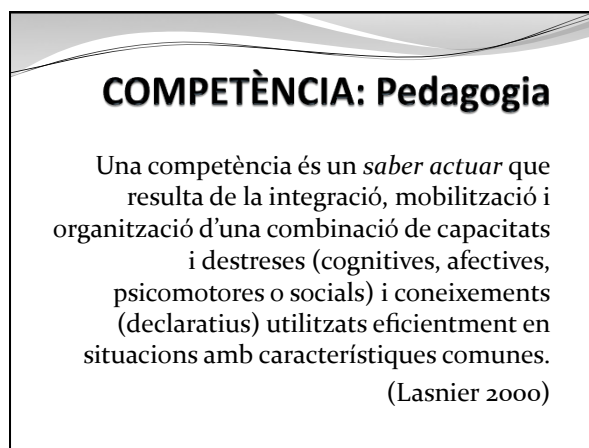 COMPETÈNCIA: Pedagogia
Una competència és un saber actuar que
resulta de la integració, mobilització i
organització d'una combinació de capacitats
i destreses (cognitives, afectives,
psicomotores o socials) i coneixements
(declaratius) utilitzats eficientment en
situacions amb característiques comunes.
(Lasnier 2000)